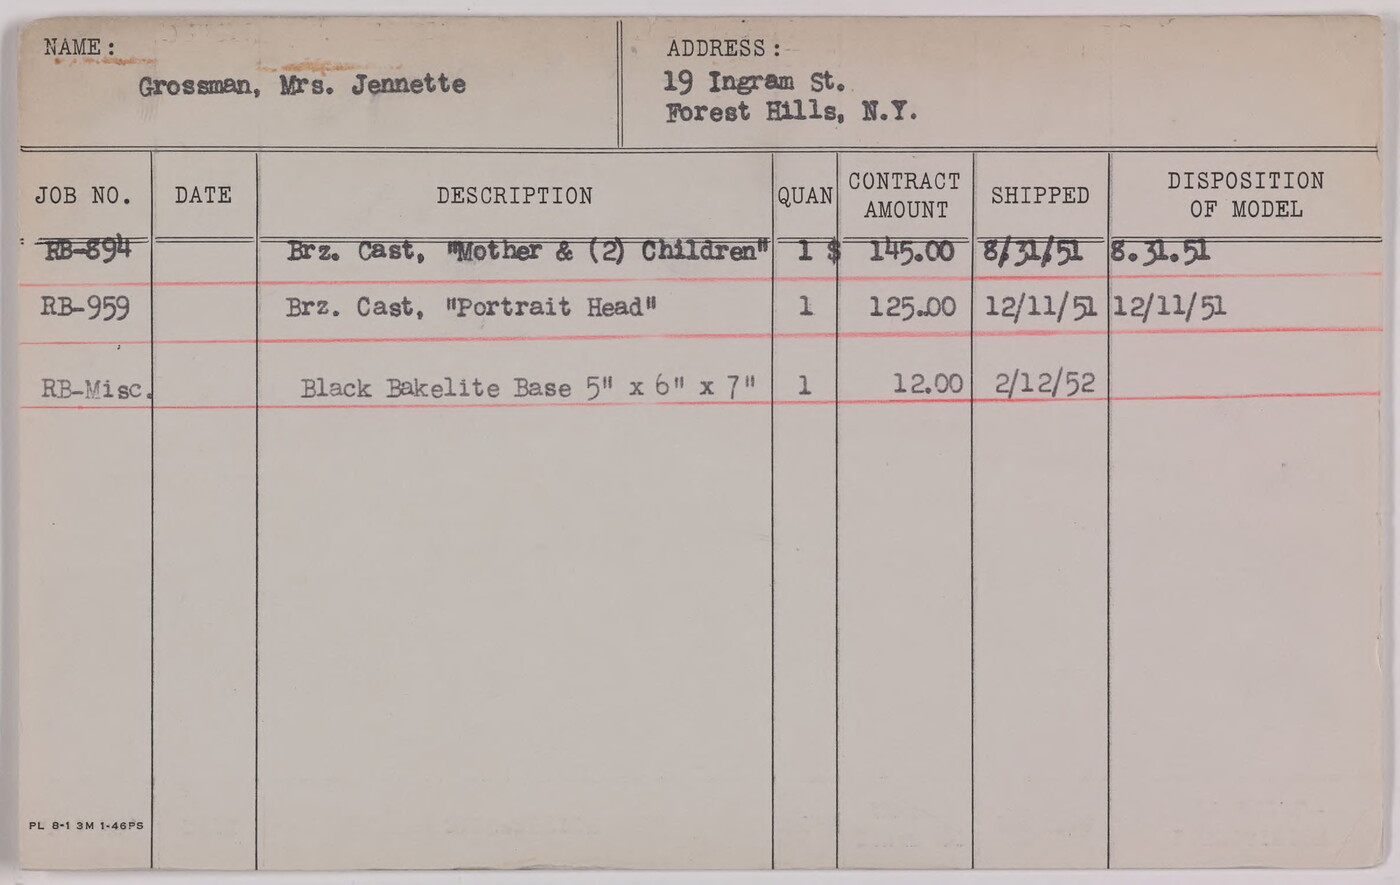 NAME:
Grossman, Mrs. Jennette
ADDRESS:
19 Ingram St.
Forest Hills, N.Y.
JOB NO. DATE DESCRIPTION QUAN CONTRACT AMOUNT SHIPPED DISPOSITION OF MODEL
RB-894 Brz. Cast, "Mother & (2) Children" 1 $ 145.00 8/31/51 8.31.51
RB-959 Brz. Cast, "Portrait Head" 1 125.00 12/11/51 12/11/51
RB-Misc. Black Bakelite Base 5" x 6" x 7" 1 12.00 2/12/52
PL 8-1 3M 1-46PS